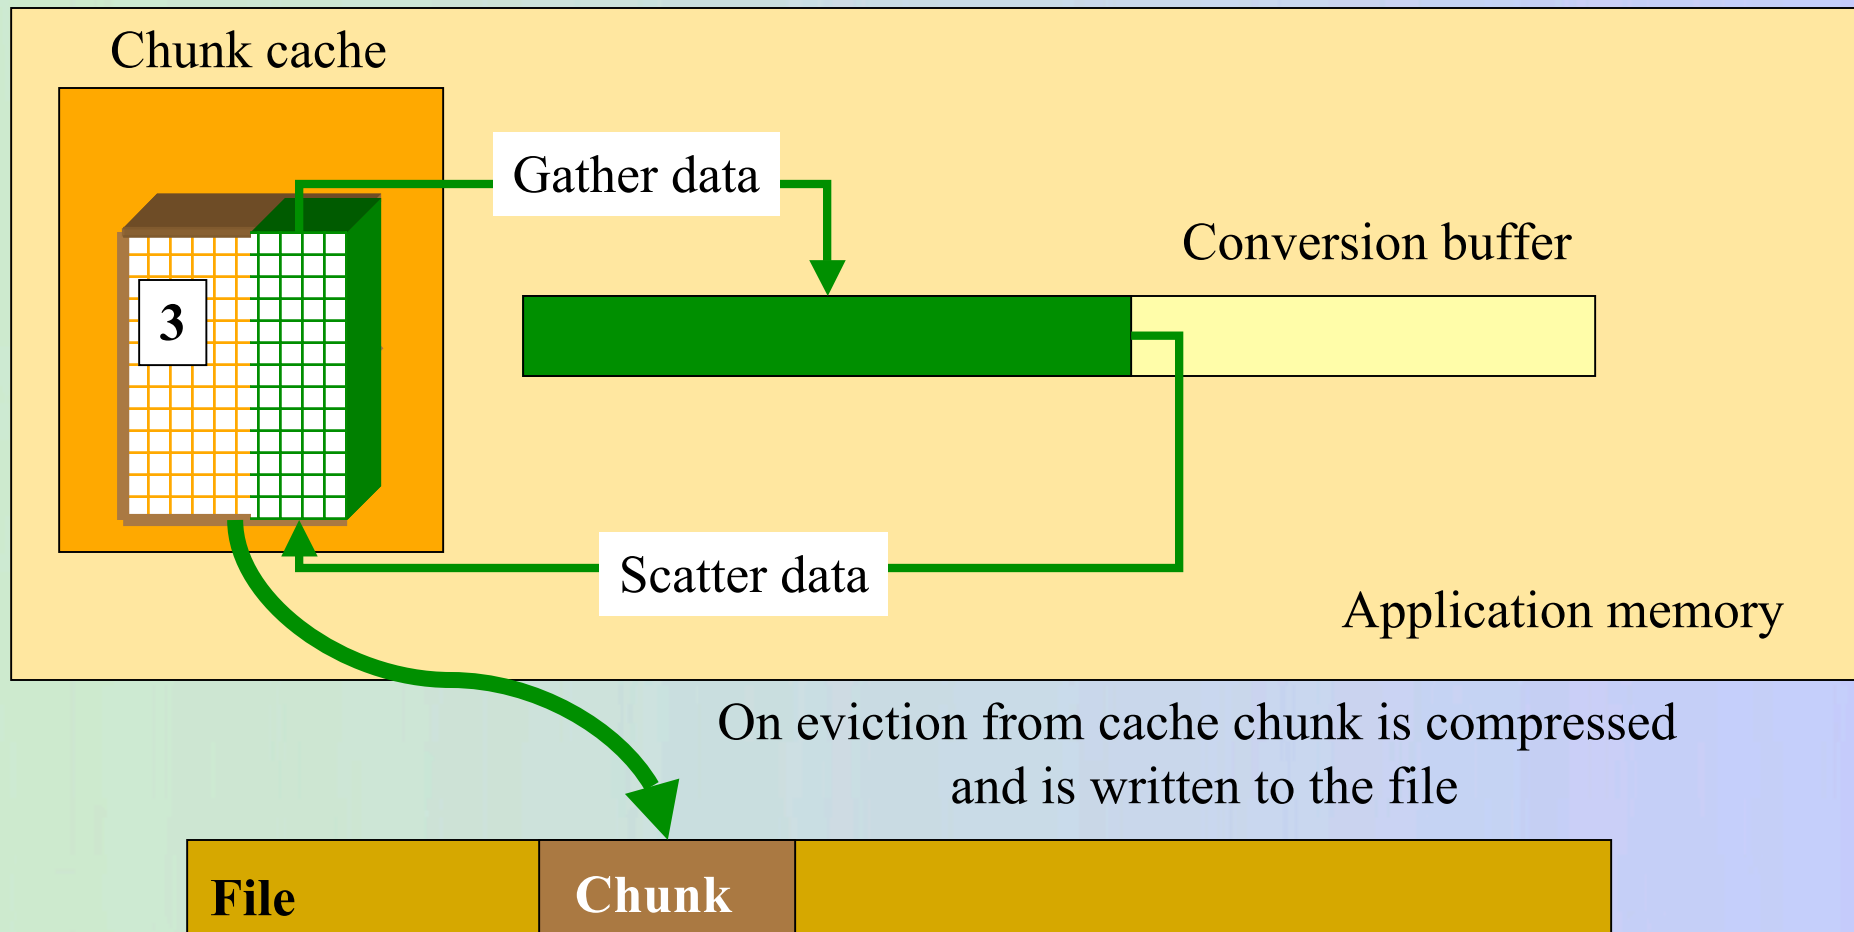 Chunk cache
Gather data
Conversion buffer
3
Scatter data
Application memory
On eviction from cache chunk is compressed
and is written to the file
File
Chunk